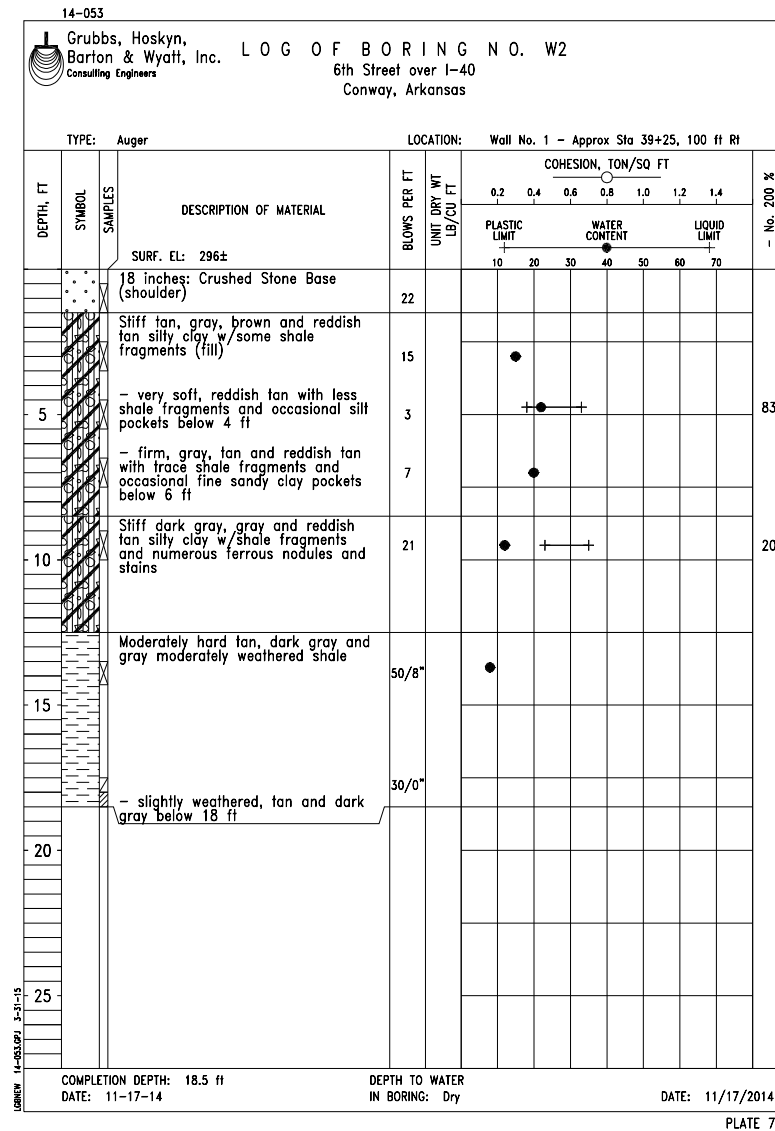 14-053
Grubbs, Hoskyn,
Barton & Wyatt, Inc.
Consulting Engineers
LOG OF BORING NO. W2
6th Street over I-40
Conway, Arkansas
TYPE: Auger
LOCATION: Wall No. 1 - Approx Sta 39+25, 100 ft Rt
DEPTH, FT
SYMBOL
SAMPLES
DESCRIPTION OF MATERIAL
SURF. EL: 296±
BLOWS PER FT
UNIT DRY WT
LB/CU FT
COHESION, TON/SQ FT
0.2 0.4 0.6 0.8 1.0 1.2 1.4
PLASTIC LIMIT
WATER CONTENT
LIQUID LIMIT
10 20 30 40 50 60 70
- No. 200 %
18 inches: Crushed Stone Base
(shoulder)
22
Stiff tan, gray, brown and reddish
tan silty clay w/some shale
fragments (fill)
15
- very soft, reddish tan with less
shale fragments and occasional silt
pockets below 4 ft
5
3
83
- firm, gray, tan and reddish tan
with trace shale fragments and
occasional fine sandy clay pockets
below 6 ft
7
Stiff dark gray, gray and reddish
tan silty clay w/shale fragments
and numerous ferrous nodules and
stains
21
20
10
Moderately hard tan, dark gray and
gray moderately weathered shale
50/8"
15
30/0"
- slightly weathered, tan and dark
gray below 18 ft
20
25
LGBNEW 14-053.GPJ 3-31-15
COMPLETION DEPTH: 18.5 ft
DATE: 11-17-14
DEPTH TO WATER
IN BORING: Dry
DATE: 11/17/2014
PLATE 7